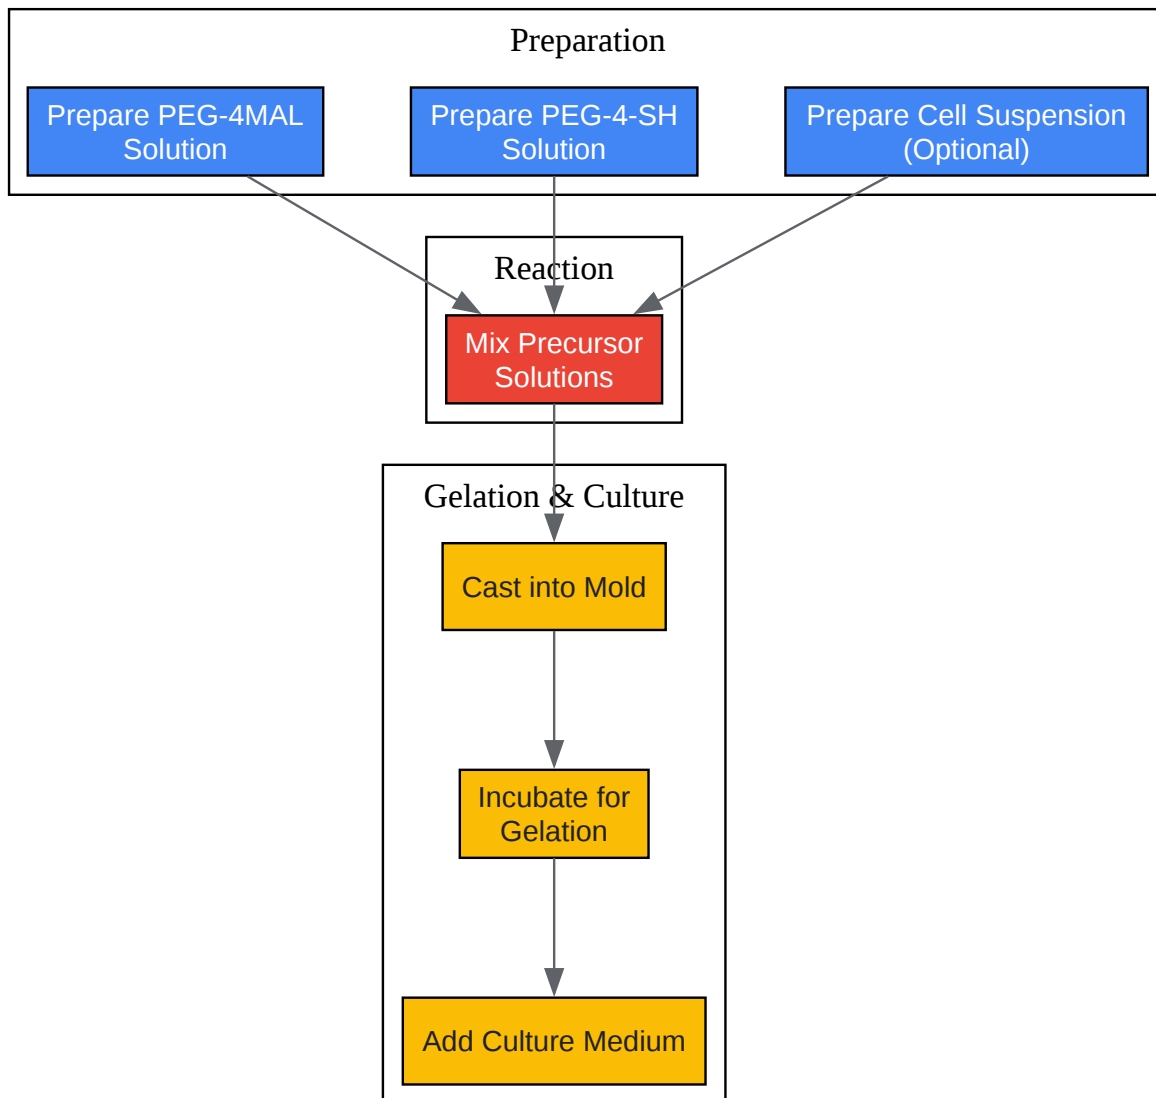 Preparation
Prepare PEG-4MAL
Solution
Prepare PEG-4-SH
Solution
Prepare Cell Suspension
(Optional)
Reaction
Mix Precursor
Solutions
Gelation & Culture
Cast into Mold
Incubate for
Gelation
Add Culture Medium